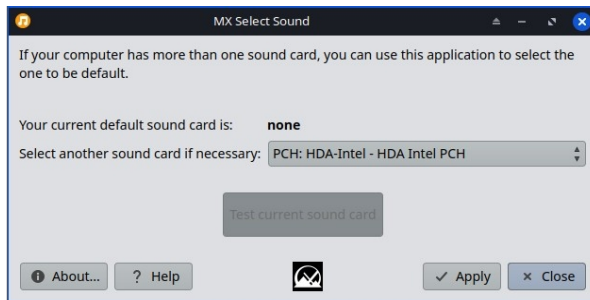 MX Select Sound
If your computer has more than one sound card, you can use this application to select the
one to be default.
Your current default sound card is: none
Select another sound card if necessary: PCH: HDA-Intel - HDA Intel PCH
Test current sound card
About... ? Help Apply Close